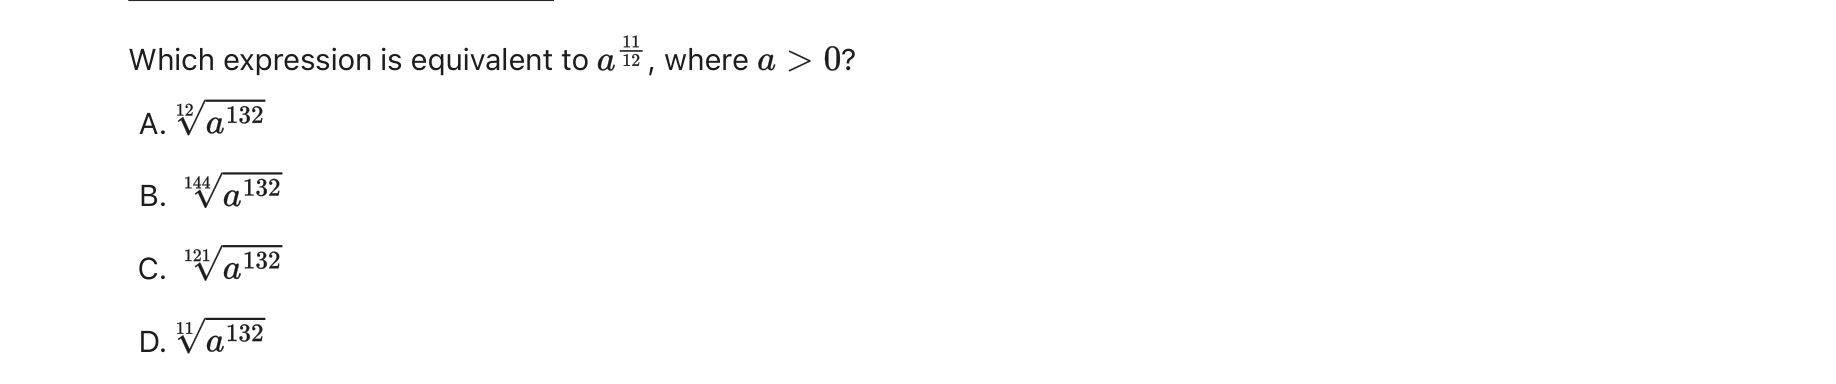 Which expression is equivalent to $a^{\frac{11}{12}}$, where $a > 0$?
A. $\sqrt[12]{a^{132}}$
B. $\sqrt[144]{a^{132}}$
C. $\sqrt[121]{a^{132}}$
D. $\sqrt[11]{a^{132}}$